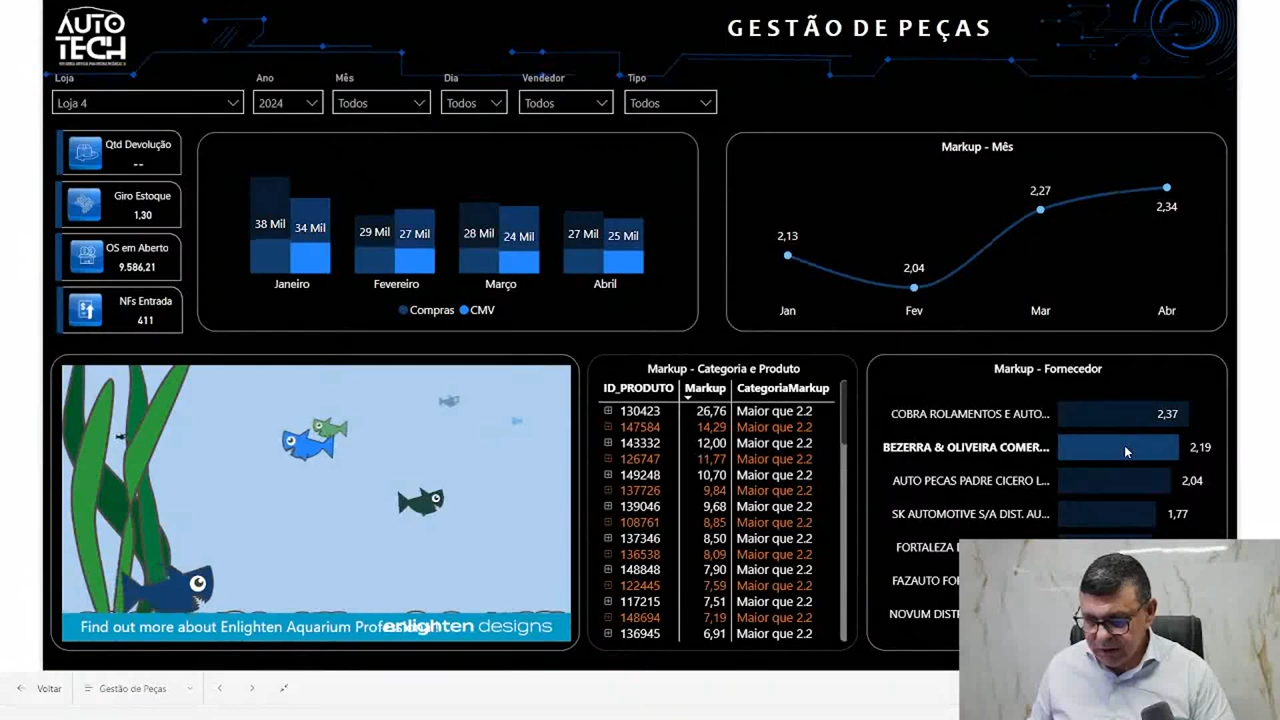 AUTO
TECH
GESTÃO DE PEÇAS
Loja
Ano
Mês
Dia
Vendedor
Tipo
Loja 4
2024
Todos
Todos
Todos
Todos
Qtd Devolução
--
Giro Estoque
1,30
OS em Aberto
9.586,21
NFs Entrada
411
38 Mil
34 Mil
29 Mil
27 Mil
28 Mil
24 Mil
27 Mil
25 Mil
Janeiro
Fevereiro
Março
Abril
Compras
CMV
Markup - Mês
2,13
2,04
2,27
2,34
Jan
Fev
Mar
Abr
Find out more about Enlighten Aquarium
enlighten designs
Markup - Categoria e Produto
ID_PRODUTO Markup CategoriaMarkup
130423 26,76 Maior que 2.2
147584 14,29 Maior que 2.2
143332 12,00 Maior que 2.2
126747 11,77 Maior que 2.2
149248 10,70 Maior que 2.2
137726 9,84 Maior que 2.2
139046 9,68 Maior que 2.2
108761 8,85 Maior que 2.2
137346 8,50 Maior que 2.2
136538 8,09 Maior que 2.2
148848 7,90 Maior que 2.2
122445 7,59 Maior que 2.2
117215 7,51 Maior que 2.2
148694 7,19 Maior que 2.2
136945 6,91 Maior que 2.2
Markup - Fornecedor
COBRA ROLAMENTOS E AUTO... 2,37
BEZERRA & OLIVEIRA COMER... 2,19
AUTO PECAS PADRE CICERO L... 2,04
SK AUTOMOTIVE S/A DIST. AU... 1,77
FORTALEZA
FAZAUTO
NOVUM
Voltar
Gestão de Peças